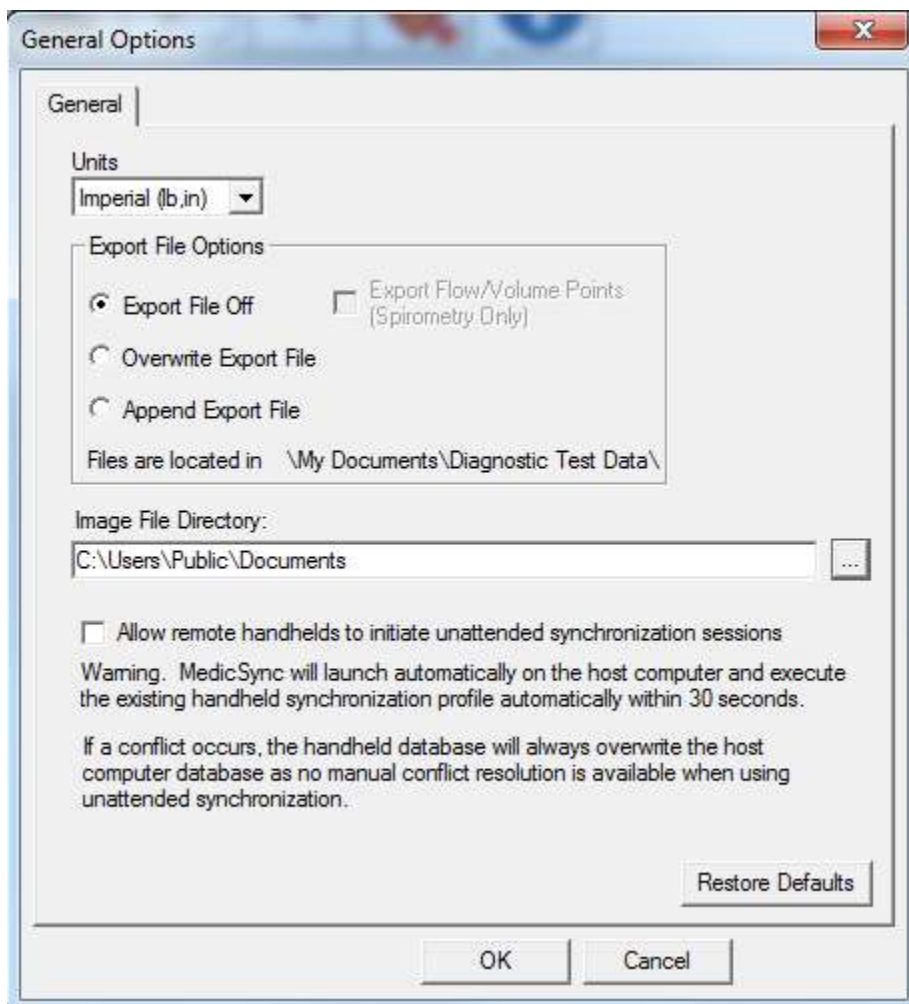 General Options
General
Units
Imperial (lb,in)
Export File Options
Export File Off
Export Flow/Volume Points
(Spirometry Only)
Overwrite Export File
Append Export File
Files are located in \My Documents\Diagnostic Test Data\
Image File Directory:
C:\Users\Public\Documents
...
Allow remote handhelds to initiate unattended synchronization sessions
Warning. MedicSync will launch automatically on the host computer and execute
the existing handheld synchronization profile automatically within 30 seconds.
If a conflict occurs, the handheld database will always overwrite the host
computer database as no manual conflict resolution is available when using
unattended synchronization.
Restore Defaults
OK
Cancel